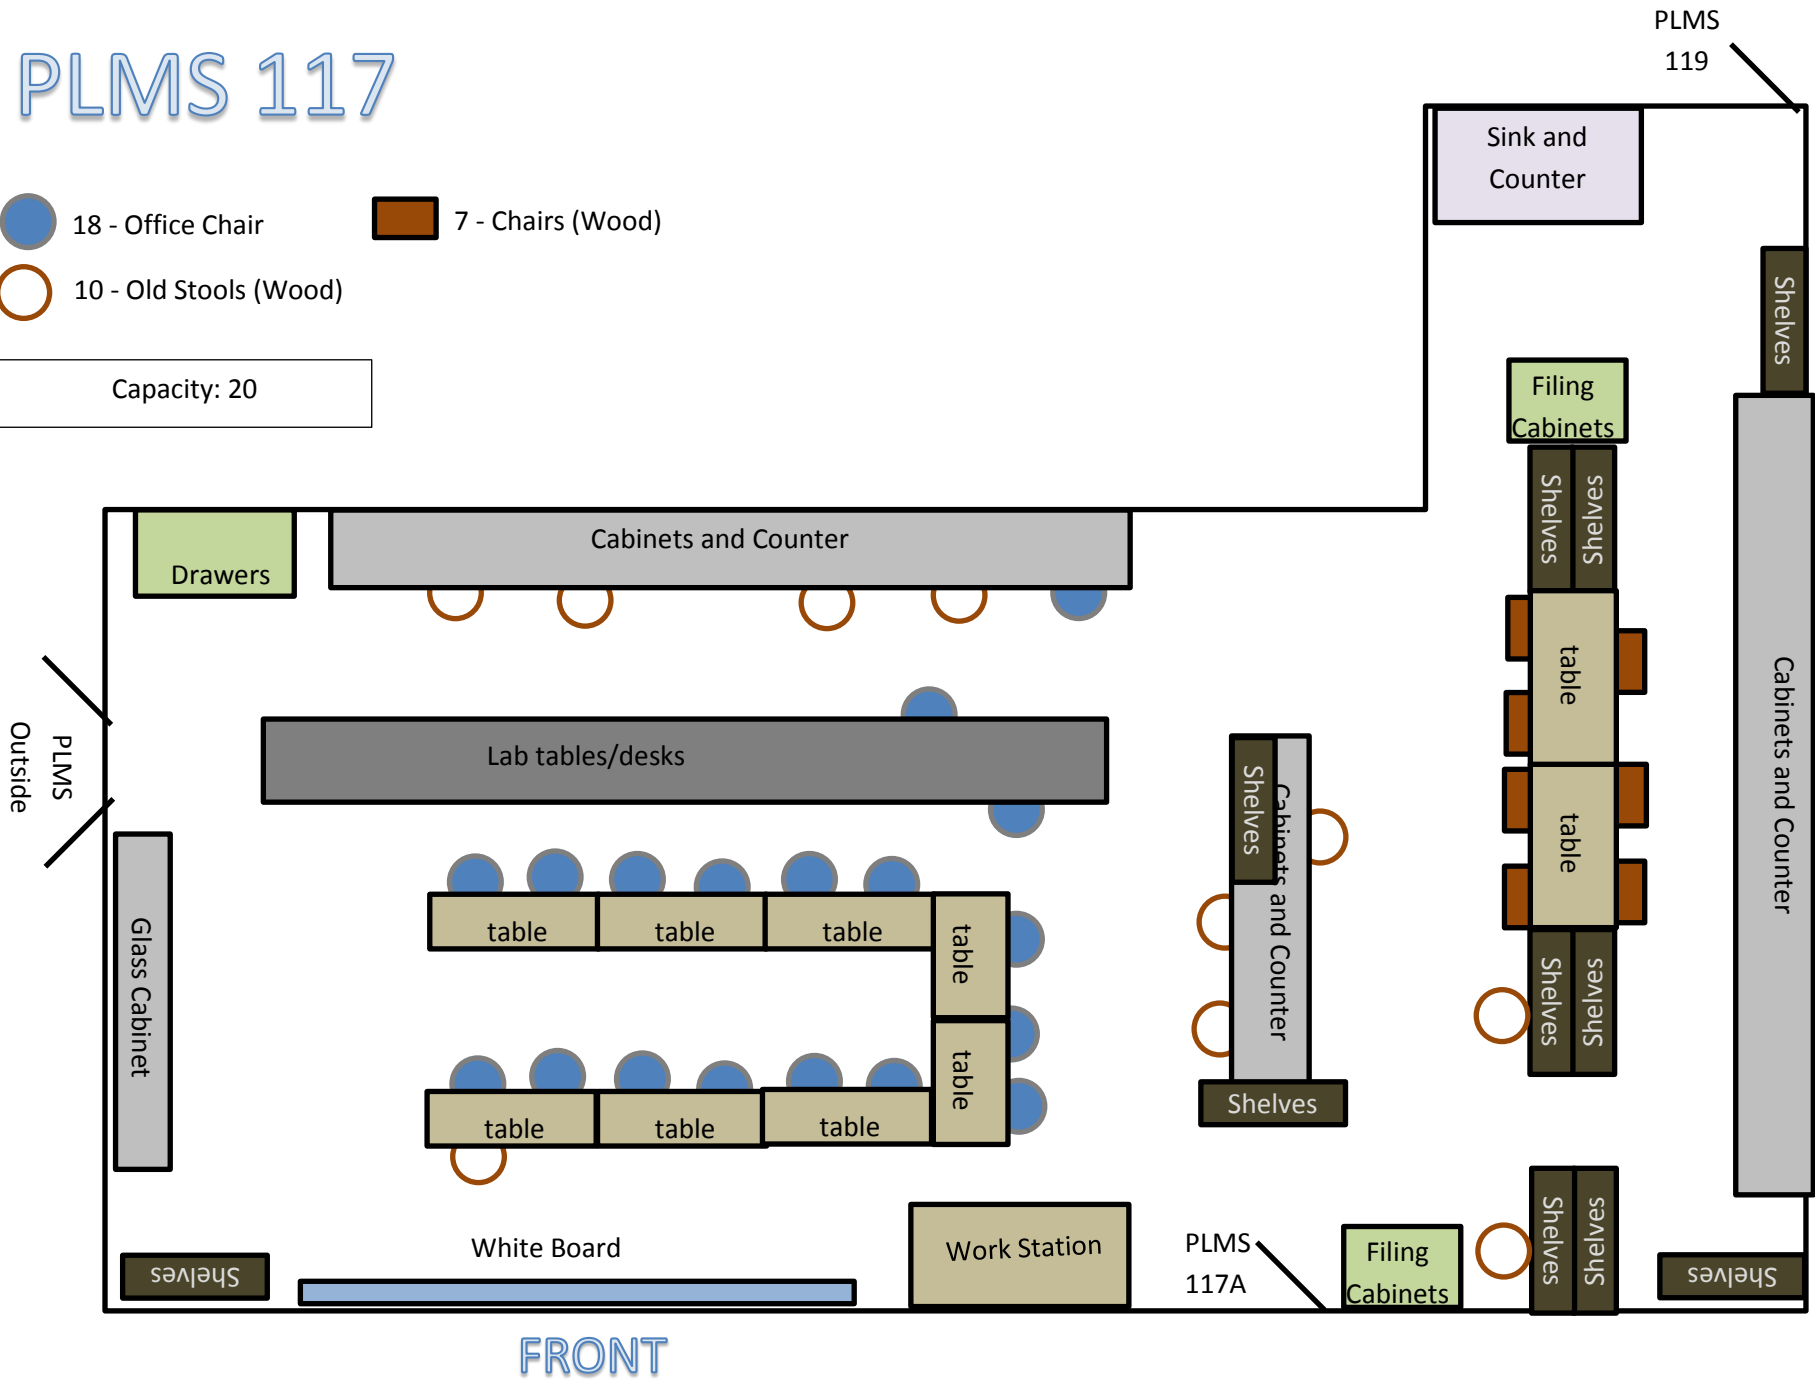 PLMS
119
PLMS 117
Sink and
Counter
18 - Office Chair
7 - Chairs (Wood)
10 - Old Stools (Wood)
Shelves
Capacity: 20
Filing
Cabinets
Shelves
Shelves
Drawers
Cabinets and Counter
table
table
Cabinets and Counter
PLMS
Outside
Lab tables/desks
Shelves
Cabinets and Counter
Glass Cabinet
table
table
table
table
table
table
table
table
Shelves
Shelves
Shelves
Shelves
Shelves
Shelves
White Board
Work Station
PLMS
117A
Filing
Cabinets
Shelves
FRONT